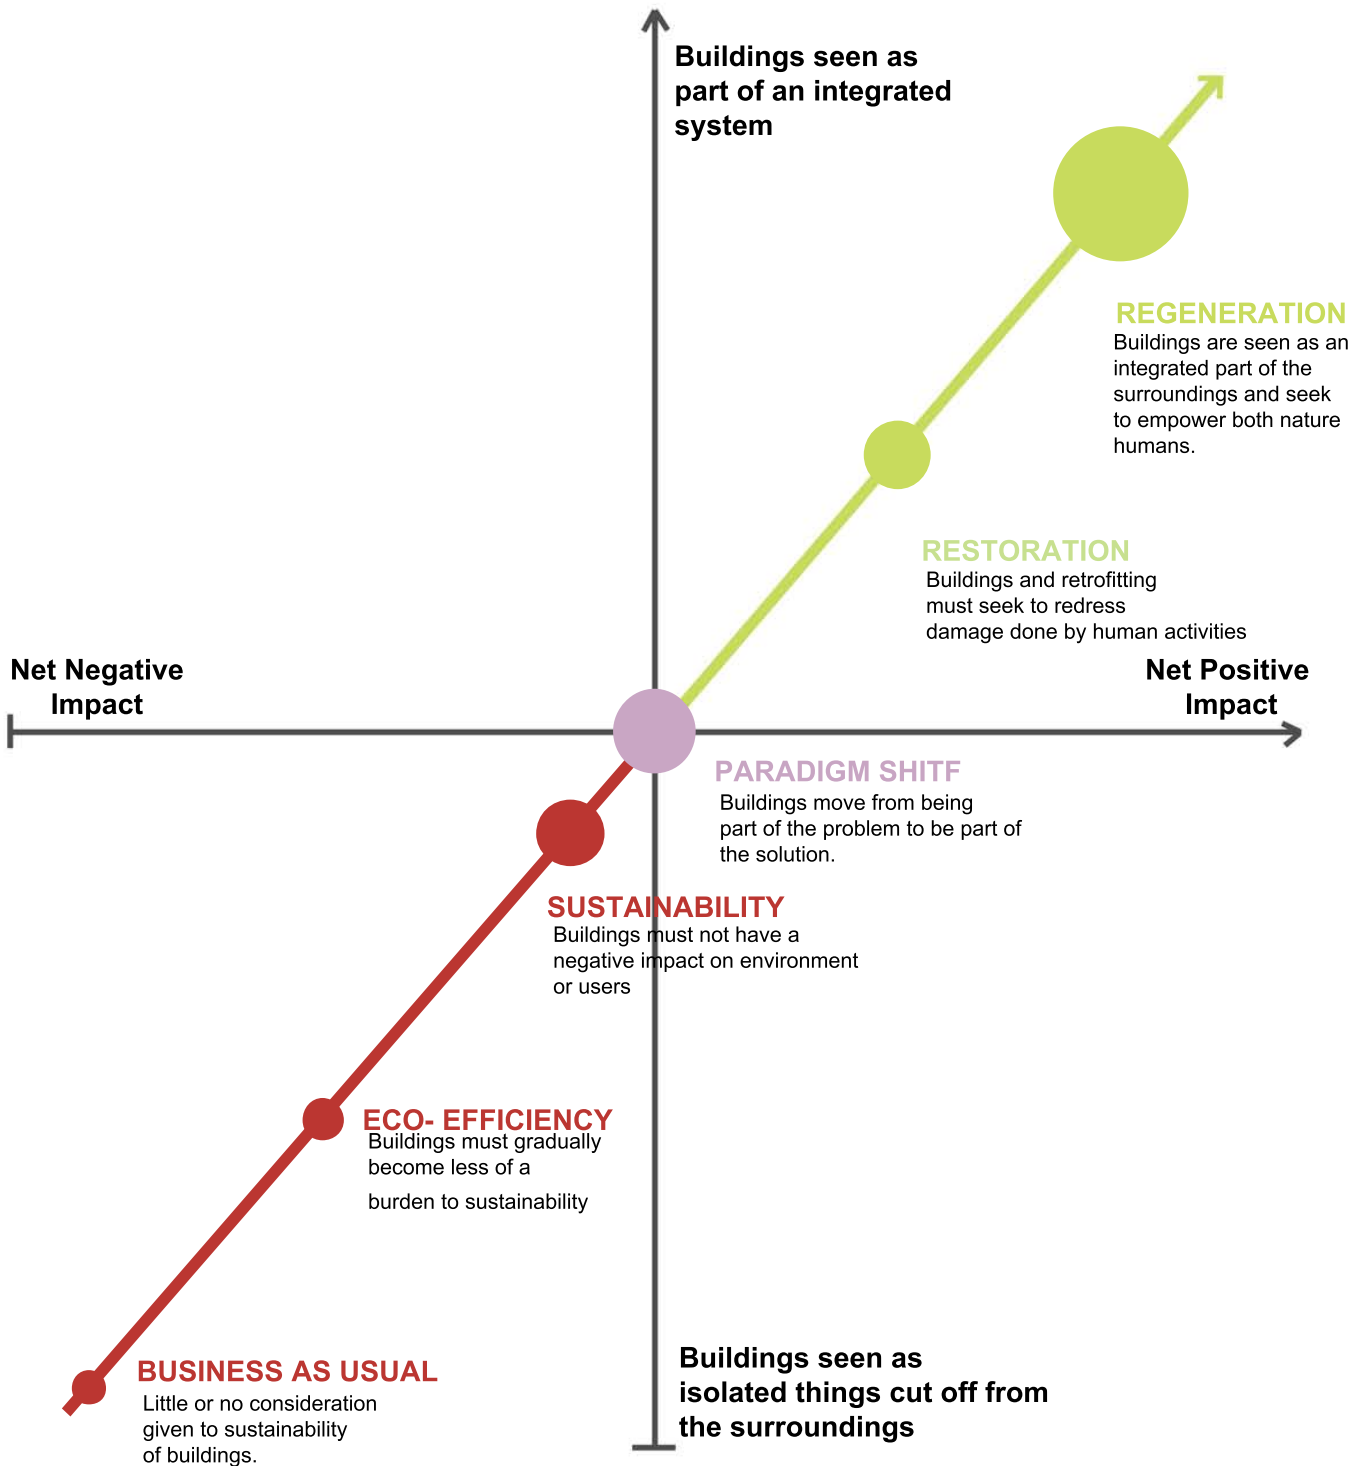 Buildings seen as
part of an integrated
system
REGENERATION
Buildings are seen as an
integrated part of the
surroundings and seek
to empower both nature
humans.
RESTORATION
Buildings and retrofitting
must seek to redress
damage done by human activities
Net Negative
Impact
Net Positive
Impact
PARADIGM SHITF
Buildings move from being
part of the problem to be part of
the solution.
SUSTAINABILITY
Buildings must not have a
negative impact on environment
or users
ECO- EFFICIENCY
Buildings must gradually
become less of a
burden to sustainability
BUSINESS AS USUAL
Little or no consideration
given to sustainability
of buildings.
Buildings seen as
isolated things cut off from
the surroundings